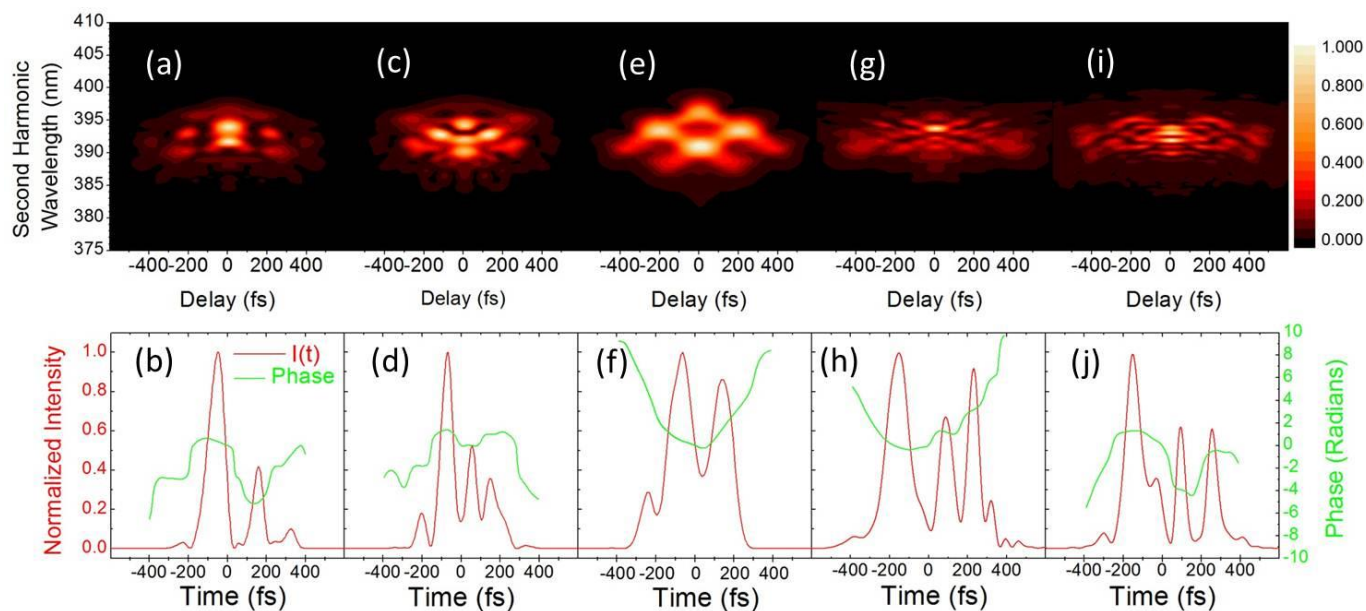 Second Harmonic
Wavelength (nm)
410
405
400
395
390
385
380
375
(a)
(c)
(e)
(g)
(i)
1.000
0.800
0.600
0.400
0.200
0.000
-400-200 0 200 400
-400-200 0 200 400
-400-200 0 200 400
-400-200 0 200 400
-400-200 0 200 400
Delay (fs)
Delay (fs)
Delay (fs)
Delay (fs)
Delay (fs)
Normalized Intensity
1.0
0.8
0.6
0.4
0.2
0.0
(b)
I(t)
Phase
(d)
(f)
(h)
(j)
10
8
6
4
2
0
-2
-4
-6
-8
-10
Phase (Radians)
-400-200 0 200 400
-400-200 0 200 400
-400-200 0 200 400
-400-200 0 200 400
-400-200 0 200 400
Time (fs)
Time (fs)
Time (fs)
Time (fs)
Time (fs)